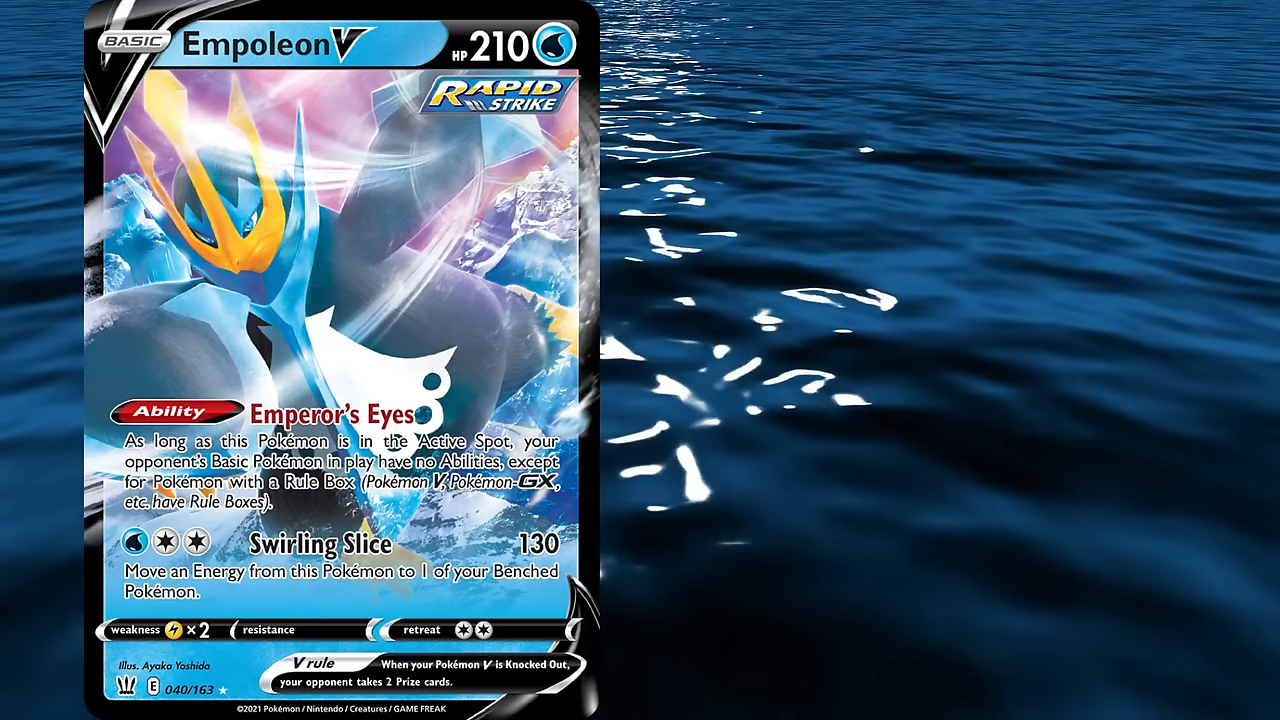 BASIC Empoleon V HP 210
RAPID STRIKE
Ability Emperor's Eyes
As long as this Pokémon is in the Active Spot, your
opponent's Basic Pokémon in play have no Abilities, except
for Pokémon with a Rule Box (Pokémon V, Pokémon-GX,
etc. have Rule Boxes).
Swirling Slice 130
Move an Energy from this Pokémon to 1 of your Benched
Pokémon.
weakness ×2 resistance retreat
Illus. Ayaka Yoshida
V rule When your Pokémon V is Knocked Out,
your opponent takes 2 Prize cards.
E 040/163
©2021 Pokémon / Nintendo / Creatures / GAME FREAK